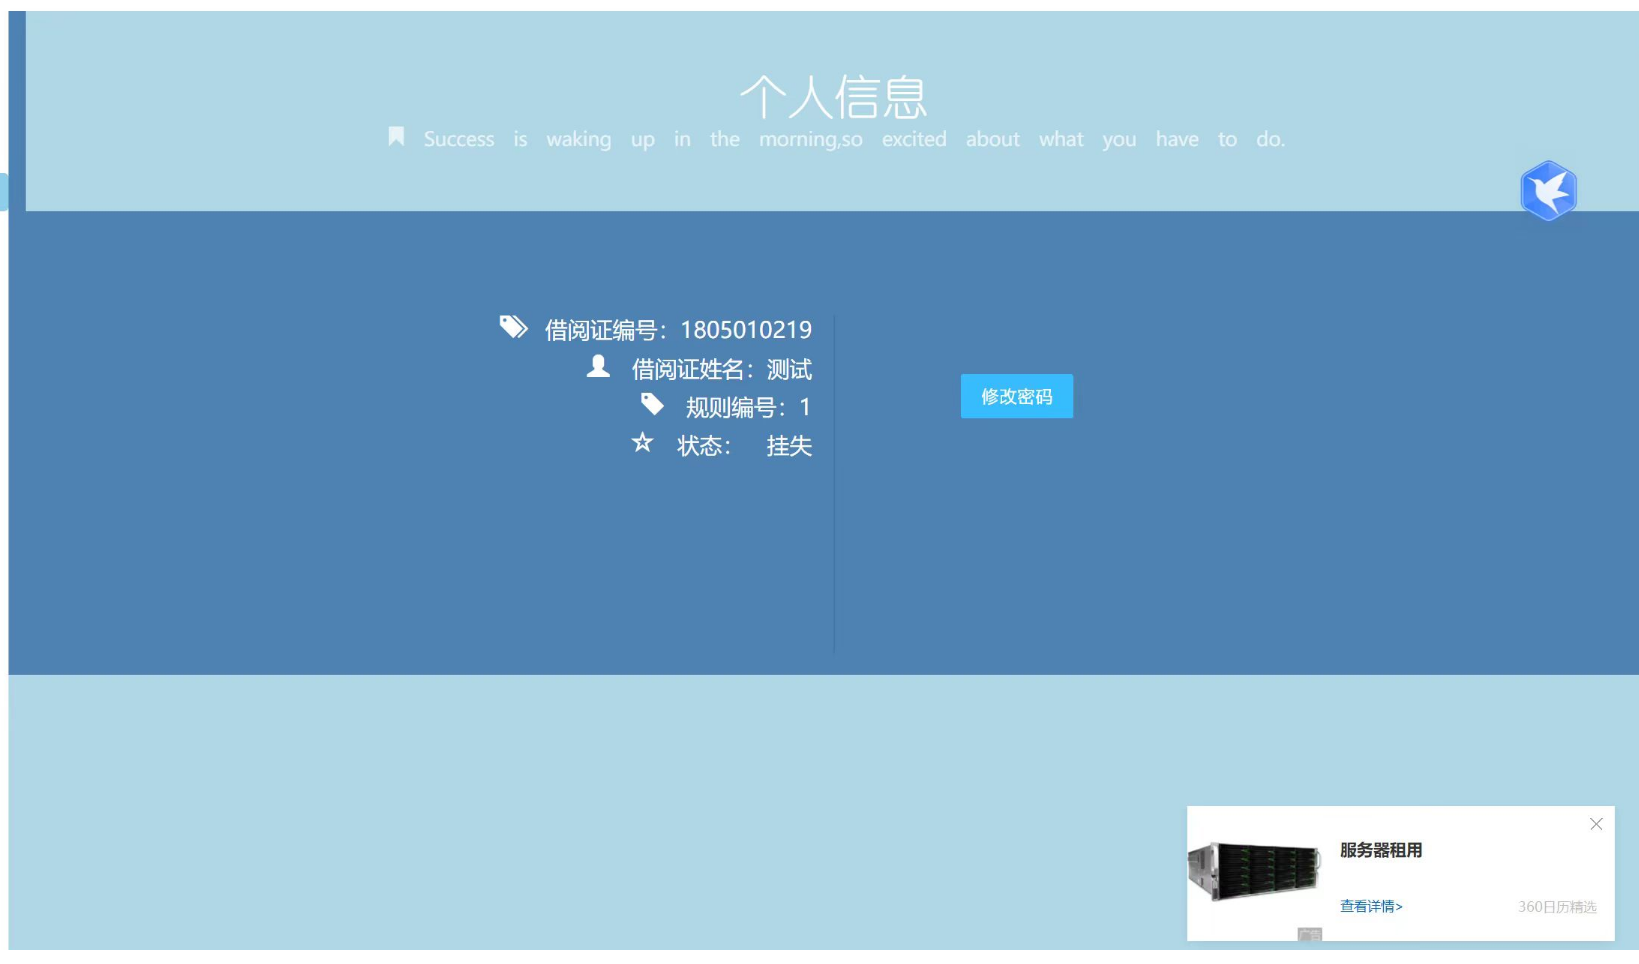 个人信息
Success is waking up in the morning,so excited about what you have to do.
借阅证编号：1805010219
借阅证姓名：测试
规则编号：1
状态： 挂失
修改密码
服务器租用
查看详情>
360日历精选
广告